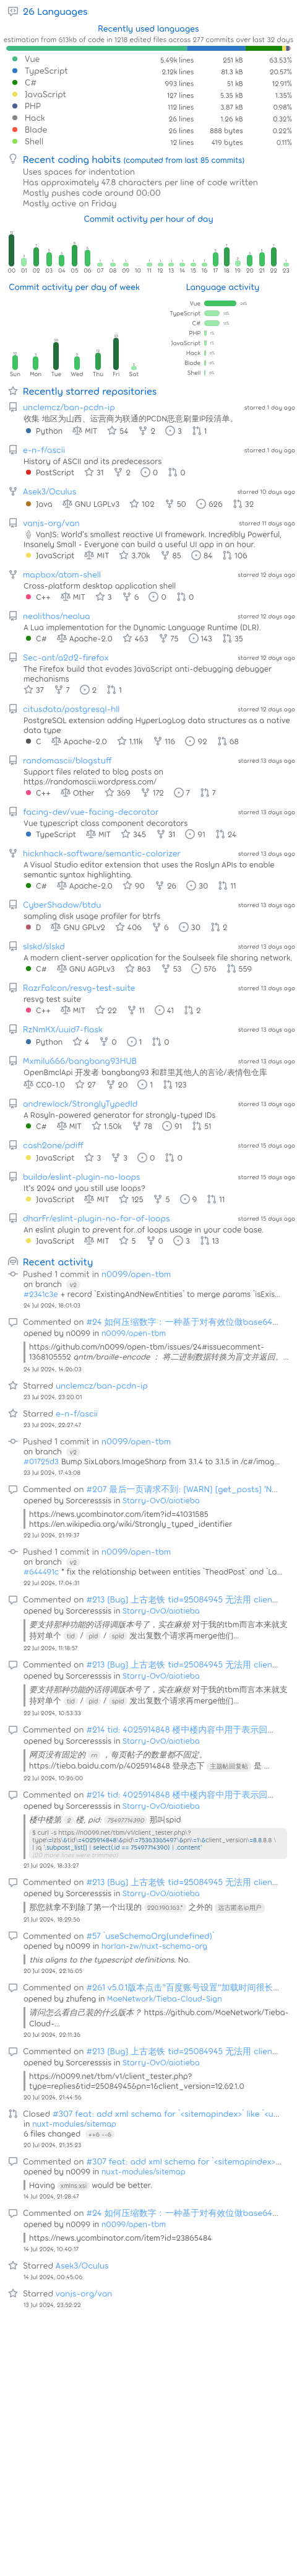 26 Languages
Recently used languages
estimation from 613kb of code in 1218 edited files across 277 commits over last 32 days
Vue 5.49k lines 251 kB 63.53%
TypeScript 2.12k lines 81.3 kB 20.57%
C# 993 lines 51 kB 12.91%
JavaScript 127 lines 5.35 kB 1.35%
PHP 112 lines 3.87 kB 0.98%
Hack 26 lines 1.26 kB 0.32%
Blade 26 lines 888 bytes 0.22%
Shell 12 lines 419 bytes 0.11%
Recent coding habits (computed from last 85 commits)
Uses spaces for indentation
Has approximately 47.8 characters per line of code written
Mostly pushes code around 00:00
Mostly active on Friday
Commit activity per hour of day
00 01 02 03 04 05 06 07 08 09 10 11 12 13 14 15 16 17 18 19 20 21 22 23
Commit activity per day of week
Sun Mon Tue Wed Thu Fri Sat
Language activity
Vue
TypeScript
C#
PHP
JavaScript
Hack
Blade
Shell
Recently starred repositories
unclemcz/ban-pcdn-ip starred 1 day ago
收集 地区为山西、运营商为联通的PCDN恶意刷量IP段清单。
Python MIT 54 2 3 1
e-n-f/ascii starred 1 day ago
History of ASCII and its predecessors
PostScript 31 2 0 0
Asek3/Oculus starred 10 days ago
Java GNU LGPLv3 102 50 626 32
vanjs-org/van starred 11 days ago
VanJS: World's smallest reactive UI framework. Incredibly Powerful, Insanely Small - Everyone can build a useful UI app in an hour.
JavaScript MIT 3.70k 85 84 106
mapbox/atom-shell starred 12 days ago
Cross-platform desktop application shell
C++ MIT 3 6 0 0
neolithos/neolua starred 12 days ago
A Lua implementation for the Dynamic Language Runtime (DLR).
C# Apache-2.0 463 75 143 35
Sec-ant/a2d2-firefox starred 12 days ago
The Firefox build that evades JavaScript anti-debugging debugger mechanisms
37 7 2 1
citusdata/postgresql-hll starred 12 days ago
PostgreSQL extension adding HyperLogLog data structures as a native data type
C Apache-2.0 1.11k 116 92 68
randomascii/blogstuff starred 13 days ago
Support files related to blog posts on https://randomascii.wordpress.com/
C++ Other 369 172 7 7
facing-dev/vue-facing-decorator starred 12 days ago
Vue typescript class component decorators
TypeScript MIT 345 31 91 24
hicknhack-software/semantic-colorizer starred 13 days ago
A Visual Studio editor extension that uses the Roslyn APIs to enable semantic syntax highlighting.
C# Apache-2.0 90 26 30 11
CyberShadow/btdu starred 13 days ago
sampling disk usage profiler for btrfs
D GNU GPLv2 406 6 30 2
slskd/slskd starred 13 days ago
A modern client-server application for the Soulseek file sharing network.
C# GNU AGPLv3 863 53 576 559
RazrFalcon/resvg-test-suite starred 13 days ago
resvg test suite
C++ MIT 22 11 41 2
RzNmKX/uuid7-flask starred 13 days ago
Python 4 0 1 0
Mxmilu666/bangbang93HUB starred 13 days ago
OpenBmclApi 开发者 bangbang93 和群里其他人的言论/表情包仓库
CC0-1.0 27 20 1 123
andrewlock/StronglyTypedId starred 13 days ago
A Rosyln-powered generator for strongly-typed IDs
C# MIT 1.50k 78 91 51
cash2one/pdiff starred 15 days ago
JavaScript 3 3 0 0
buildo/eslint-plugin-no-loops starred 15 days ago
It's 2024 and you still use loops?
JavaScript MIT 125 5 9 11
dharFr/eslint-plugin-no-for-of-loops starred 15 days ago
An eslint plugin to prevent for..of loops usage in your code base.
JavaScript MIT 5 0 3 13
Recent activity
Pushed 1 commit in n0099/open-tbm
on branch v2
#2341c3e + record `ExistingAndNewEntities` to merge params `isExis...
24 Jul 2024, 18:01:03
Commented on #24 如何压缩数字：一种基于对有效位做base64...
opened by n0099 in n0099/open-tbm
https://github.com/n0099/open-tbm/issues/24#issuecomment-1368105552 qntm/braille-encode ： 将二进制数据转换为盲文并返回。...
24 Jul 2024, 14:26:03
Starred unclemcz/ban-pcdn-ip
23 Jul 2024, 23:20:01
Starred e-n-f/ascii
23 Jul 2024, 22:27:47
Pushed 1 commit in n0099/open-tbm
on branch v2
#01725d3 Bump SixLabors.ImageSharp from 3.1.4 to 3.1.5 in /c#/imag...
23 Jul 2024, 17:43:08
Commented on #207 最后一页请求不到: [WARN] [get_posts] 'N...
opened by Sorceresssis in Starry-OvO/aiotieba
https://news.ycombinator.com/item?id=41031585
https://en.wikipedia.org/wiki/Strongly_typed_identifier
22 Jul 2024, 21:19:37
Pushed 1 commit in n0099/open-tbm
on branch v2
#644491c * fix the relationship between entities `TheodPost` and `La...
22 Jul 2024, 17:04:31
Commented on #213 [Bug] 上古老铁 tid=25084945 无法用 clien...
opened by Sorceresssis in Starry-OvO/aiotieba
要支持那种功能的话得调版本号了，实在麻烦 对于我的tbm而言本来就支持对单个 tid / pid / spid 发出复数个请求再merge他们...
22 Jul 2024, 11:18:57
Commented on #213 [Bug] 上古老铁 tid=25084945 无法用 clien...
opened by Sorceresssis in Starry-OvO/aiotieba
要支持那种功能的话得调版本号了，实在麻烦 对于我的tbm而言本来就支持对单个 tid / pid / spid 发出复数个请求再merge他们...
22 Jul 2024, 10:53:33
Commented on #214 tid: 4025914848 楼中楼内容中用于表示回...
opened by Sorceresssis in Starry-OvO/aiotieba
网页没有固定的 rn ，每页帖子的数量都不固定。
https://tieba.baidu.com/p/4025914848 登录态下 主题帖回复帖 是 ...
22 Jul 2024, 10:26:00
Commented on #214 tid: 4025914848 楼中楼内容中用于表示回...
opened by Sorceresssis in Starry-OvO/aiotieba
楼中楼第 2 楼, pid: 75497714390 那叫spid
$ curl -s https://n0099.net/tbm/v1/client_tester.php\?type\=lzl\&tid\=4025914848\&pid\=75363365497\&pn\=1\&client_version\=8.8.8.8 \
| jq '.subpost_list[] | select(.id == 75497714390) | .content'
21 Jul 2024, 18:33:27
Commented on #213 [Bug] 上古老铁 tid=25084945 无法用 clien...
opened by Sorceresssis in Starry-OvO/aiotieba
那您就拿不到除了第一个出现的 220.190.163.* 之外的 远古匿名ip用户
21 Jul 2024, 18:29:56
Commented on #57 `useSchemaOrg(undefined)`
opened by n0099 in harlan-zw/nuxt-schema-org
this aligns to the typescript definitions. No.
20 Jul 2024, 22:16:05
Commented on #261 v5.0.1版本点击"百度账号设置"加载时间很长...
opened by zhufeng in MoeNetwork/Tieba-Cloud-Sign
请问怎么看自己装的什么版本？ https://github.com/MoeNetwork/Tieba-Cloud-...
20 Jul 2024, 22:11:36
Commented on #213 [Bug] 上古老铁 tid=25084945 无法用 clien...
opened by Sorceresssis in Starry-OvO/aiotieba
https://n0099.net/tbm/v1/client_tester.php?type=replies&tid=25084945&pn=1&client_version=12.62.1.0
20 Jul 2024, 21:44:56
Closed #307 feat: add xml schema for `<sitemapindex>` like `<u...
in nuxt-modules/sitemap
6 files changed ++6 --6
20 Jul 2024, 21:35:23
Commented on #307 feat: add xml schema for `<sitemapindex>...
opened by n0099 in nuxt-modules/sitemap
Having xmlns:xsi would be better.
14 Jul 2024, 21:28:47
Commented on #24 如何压缩数字：一种基于对有效位做base64...
opened by n0099 in n0099/open-tbm
https://news.ycombinator.com/item?id=23865484
14 Jul 2024, 10:40:17
Starred Asek3/Oculus
14 Jul 2024, 00:45:06
Starred vanjs-org/van
13 Jul 2024, 23:52:22